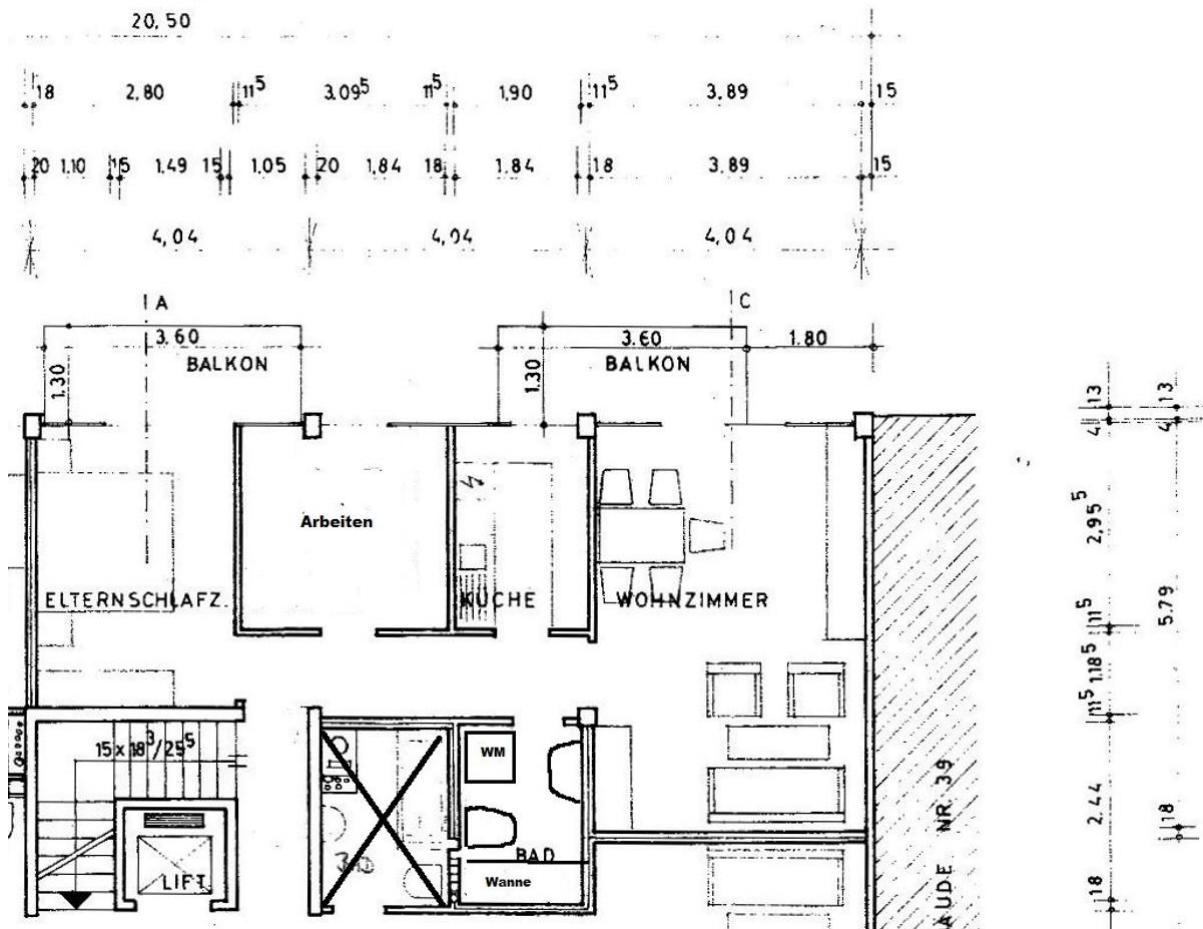 20,50
18 2,80 11⁵ 3.09⁵ 11⁵ 1,90 11⁵ 3.89 15
20 1.10 15 1.49 15 1.05 20 1,84 18 1.84 18 3.89 15
4,04 4,04 4,04
A C
3.60 3.60 1.80
BALKON BALKON
1.30 1.30
13 13
4 4
Arbeiten
2,95⁵
ELTERNSCHLAFZ. KÜCHE WOHNZIMMER
5.79
11⁵
1.18⁵
11⁵
15 x 18³/25⁵
WM
2.44
18
BAD
LIFT
Wanne
18
AUDE NR. 39